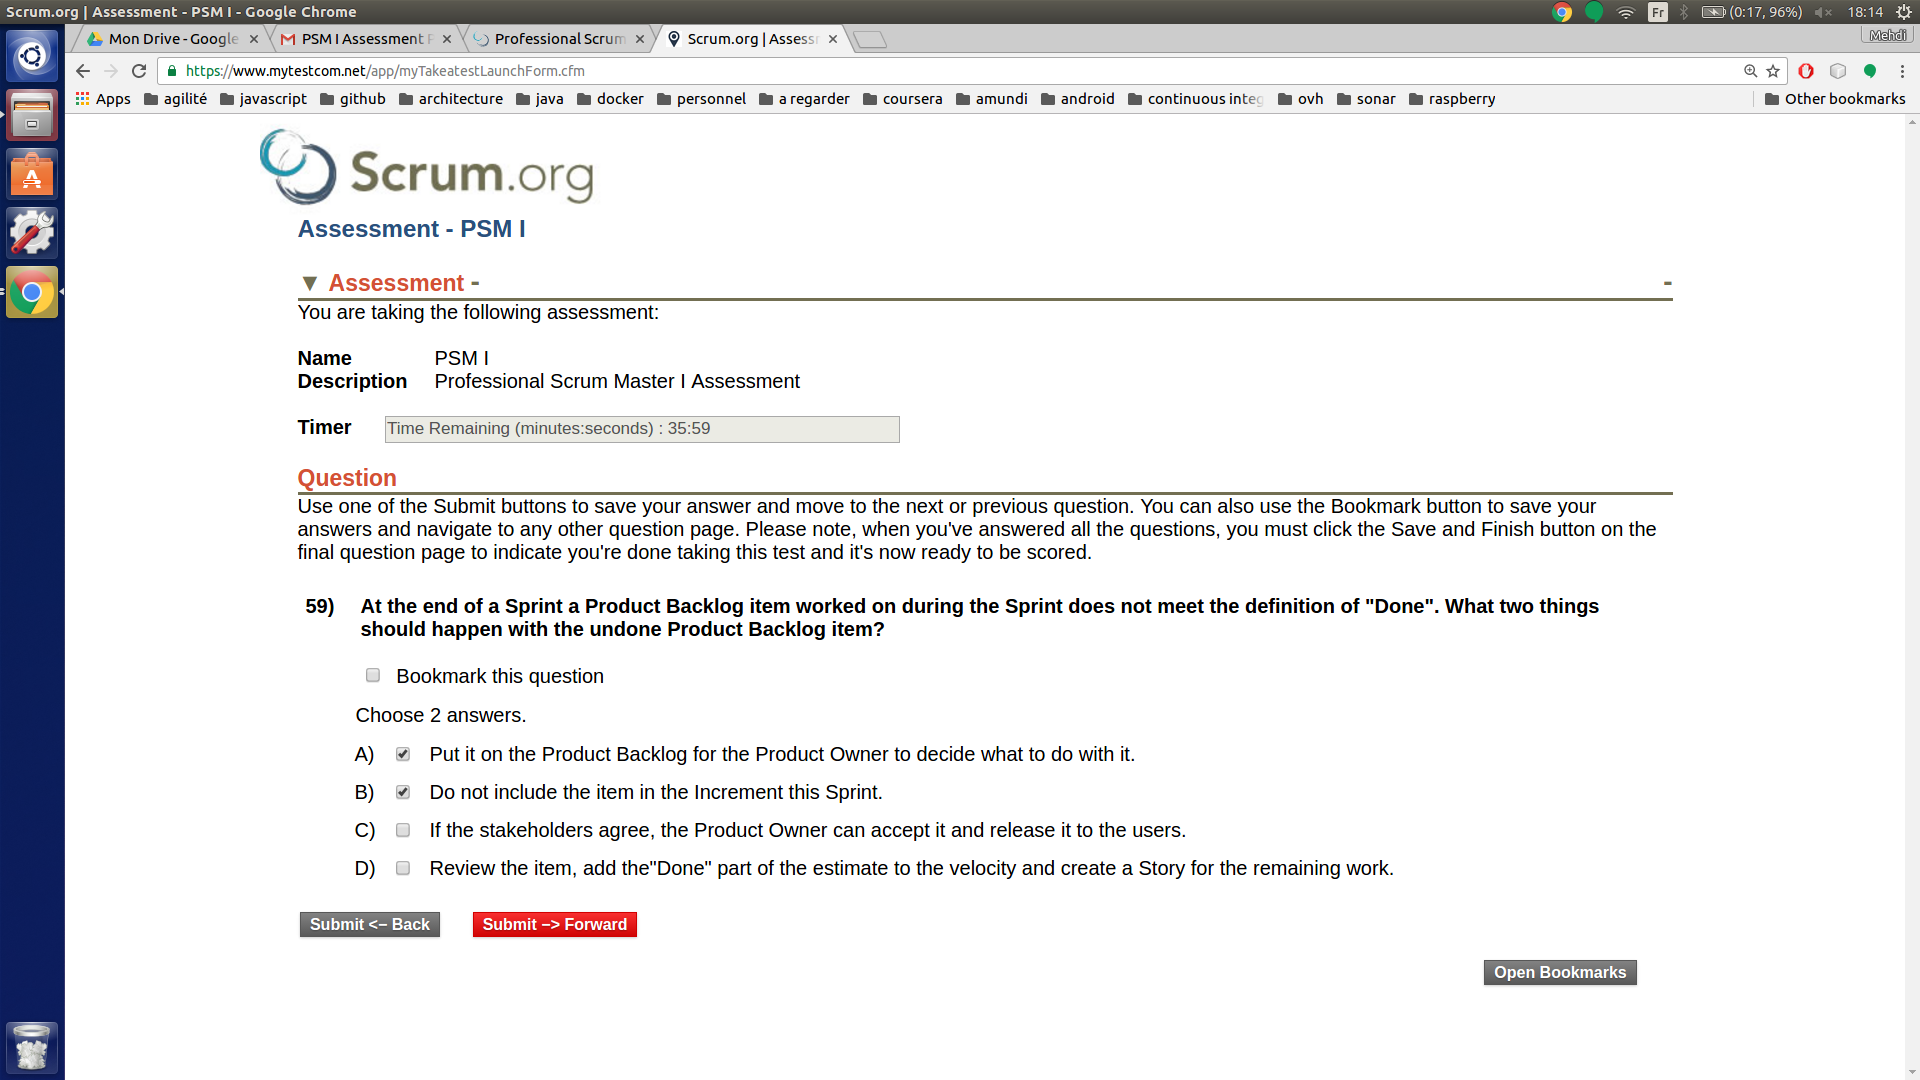 Scrum.org | Assessment - PSM I - Google Chrome
Fr
(0:17, 96%)
18:14
Mon Drive - Google
PSM I Assessment
Professional Scrum
Scrum.org | Assess
Mehdi
https://www.mytestcom.net/app/myTakeatestLaunchForm.cfm
Apps agilité javascript github architecture java docker personnel a regarder coursera amundi android continuous integ ovh sonar raspberry Other bookmarks
Scrum.org
Assessment - PSM I
▼ Assessment - -
You are taking the following assessment:
Name PSM I
Description Professional Scrum Master I Assessment
Timer Time Remaining (minutes:seconds) : 35:59
Question
Use one of the Submit buttons to save your answer and move to the next or previous question. You can also use the Bookmark button to save your
answers and navigate to any other question page. Please note, when you've answered all the questions, you must click the Save and Finish button on the
final question page to indicate you're done taking this test and it's now ready to be scored.
59) At the end of a Sprint a Product Backlog item worked on during the Sprint does not meet the definition of "Done". What two things
should happen with the undone Product Backlog item?
Bookmark this question
Choose 2 answers.
A) Put it on the Product Backlog for the Product Owner to decide what to do with it.
B) Do not include the item in the Increment this Sprint.
C) If the stakeholders agree, the Product Owner can accept it and release it to the users.
D) Review the item, add the"Done" part of the estimate to the velocity and create a Story for the remaining work.
Submit <– Back Submit –> Forward
Open Bookmarks